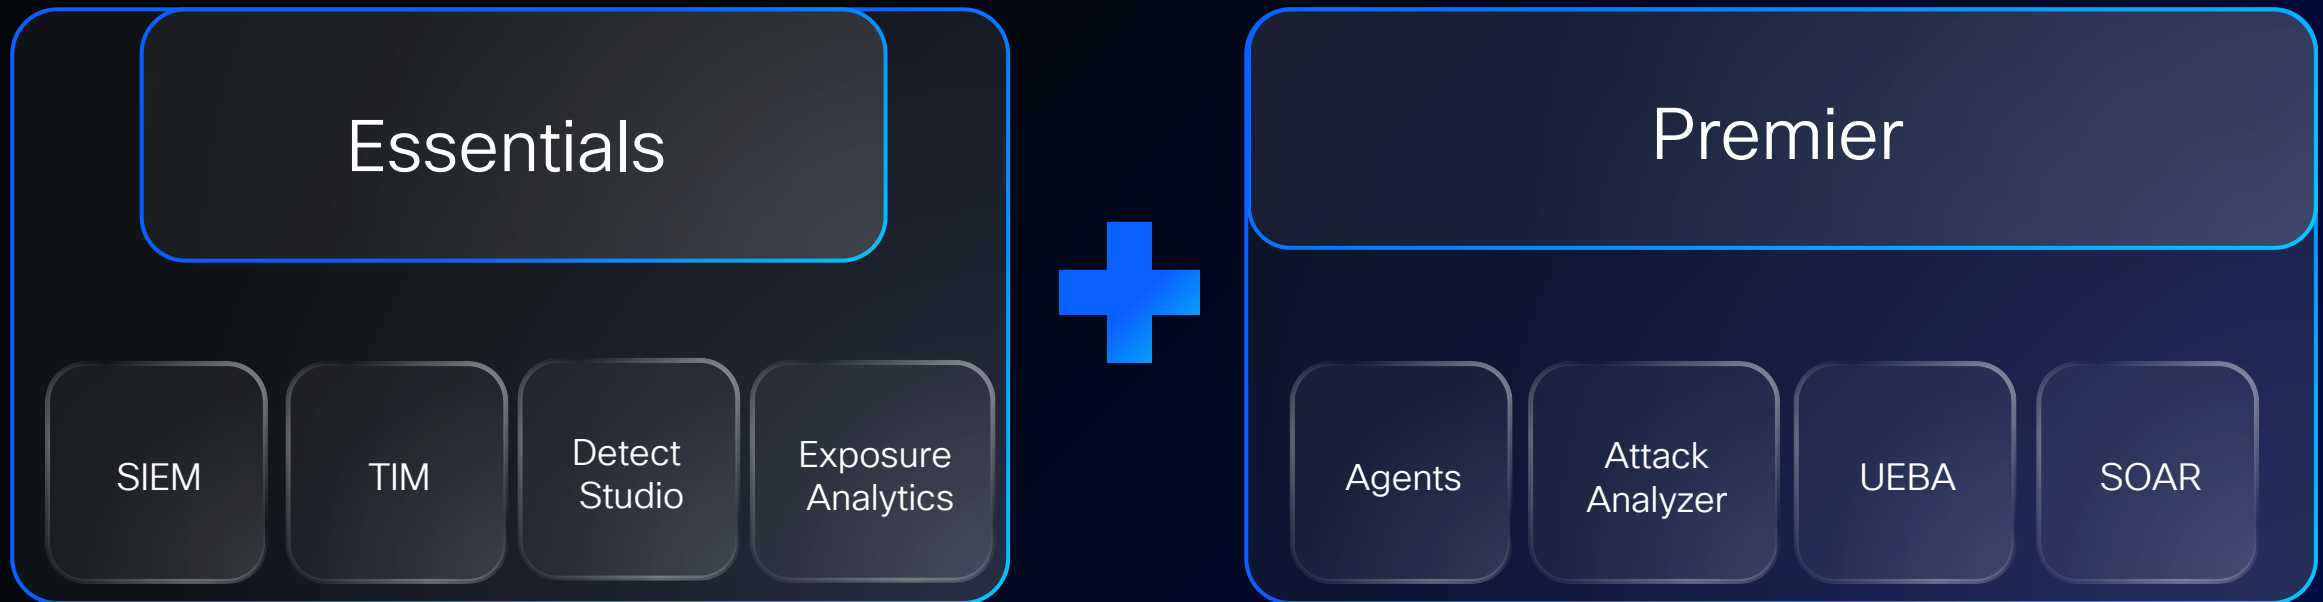 Essentials
Premier
SIEM
TIM
Detect
Studio
Exposure
Analytics
Agents
Attack
Analyzer
UEBA
SOAR